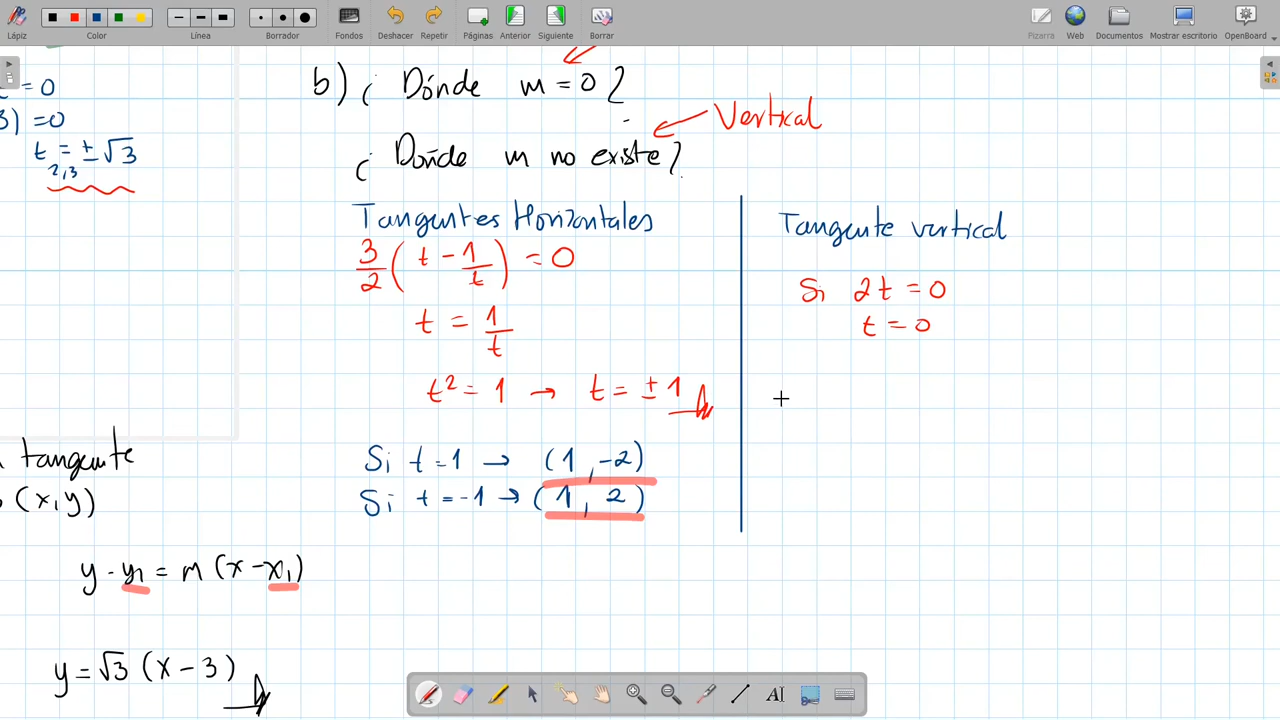 Lápiz
Color
Línea
Borrador
Fondos
Deshacer
Repetir
Páginas
Anterior
Siguiente
Borrar
Pizarra
Web
Documentos
Mostrar escritorio
OpenBoard
= 0
3) = 0
t = ± √3
2,3
tangente
(x,y)
y - y1 = m (x - x1)
y = √3 (x - 3)
b) ¿ Dónde m = 0 ?
Vertical
¿ Dónde m no existe ?
Tangentes Horizontales
3/2 ( t - 1/t ) = 0
t = 1/t
t² = 1 → t = ± 1
Si t = 1 → (1, -2)
Si t = -1 → (1, 2)
Tangente vertical
Si 2t = 0
t = 0